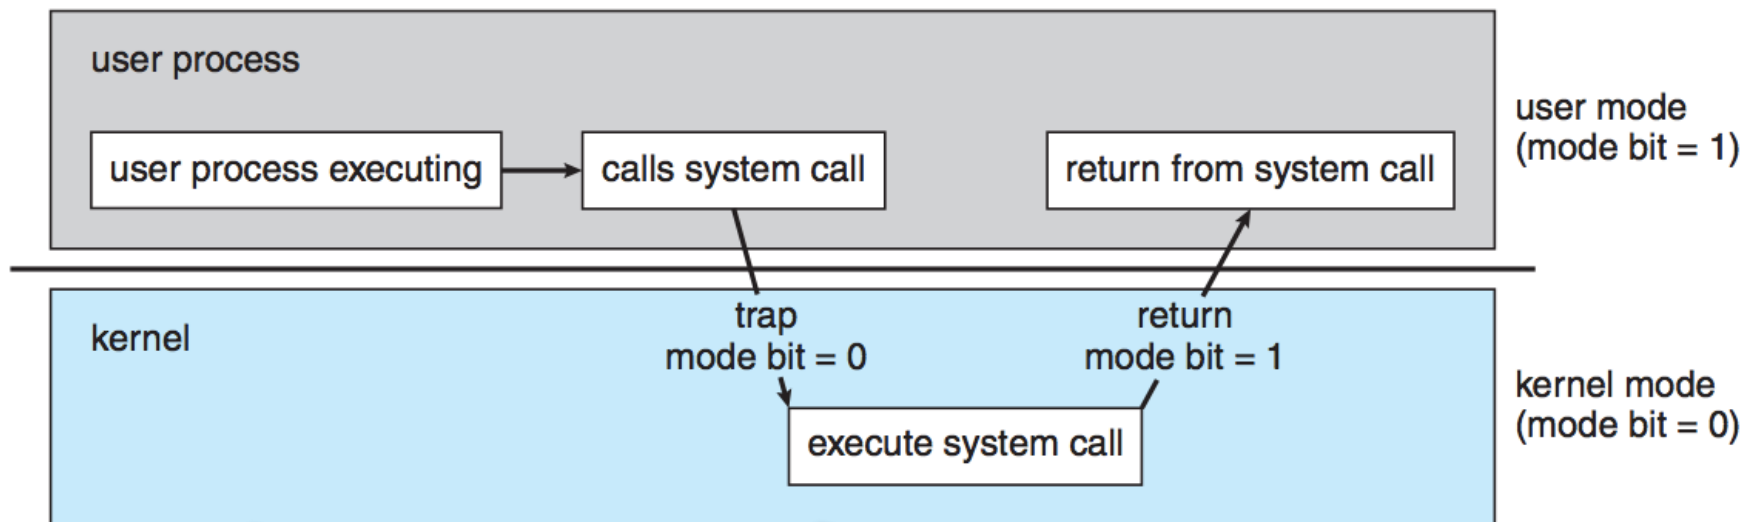 user process
user process executing
calls system call
return from system call
user mode
(mode bit = 1)
kernel
trap
mode bit = 0
return
mode bit = 1
execute system call
kernel mode
(mode bit = 0)